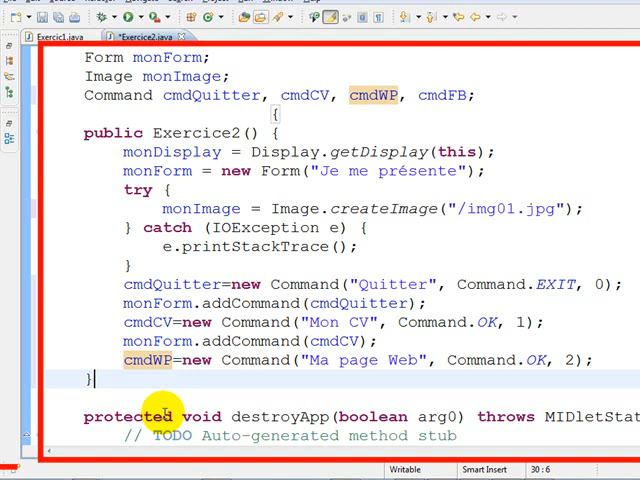 Exercic1.java
*Exercice2.java
Form monForm;
Image monImage;
Command cmdQuitter, cmdCV, cmdWP, cmdFB;
{
public Exercice2() {
monDisplay = Display.getDisplay(this);
monForm = new Form("Je me présente");
try {
monImage = Image.createImage("/img01.jpg");
} catch (IOException e) {
e.printStackTrace();
}
cmdQuitter=new Command("Quitter", Command.EXIT, 0);
monForm.addCommand(cmdQuitter);
cmdCV=new Command("Mon CV", Command.OK, 1);
monForm.addCommand(cmdCV);
cmdWP=new Command("Ma page Web", Command.OK, 2);
}
protected void destroyApp(boolean arg0) throws MIDletStat
// TODO Auto-generated method stub
Writable
Smart Insert
30 : 6